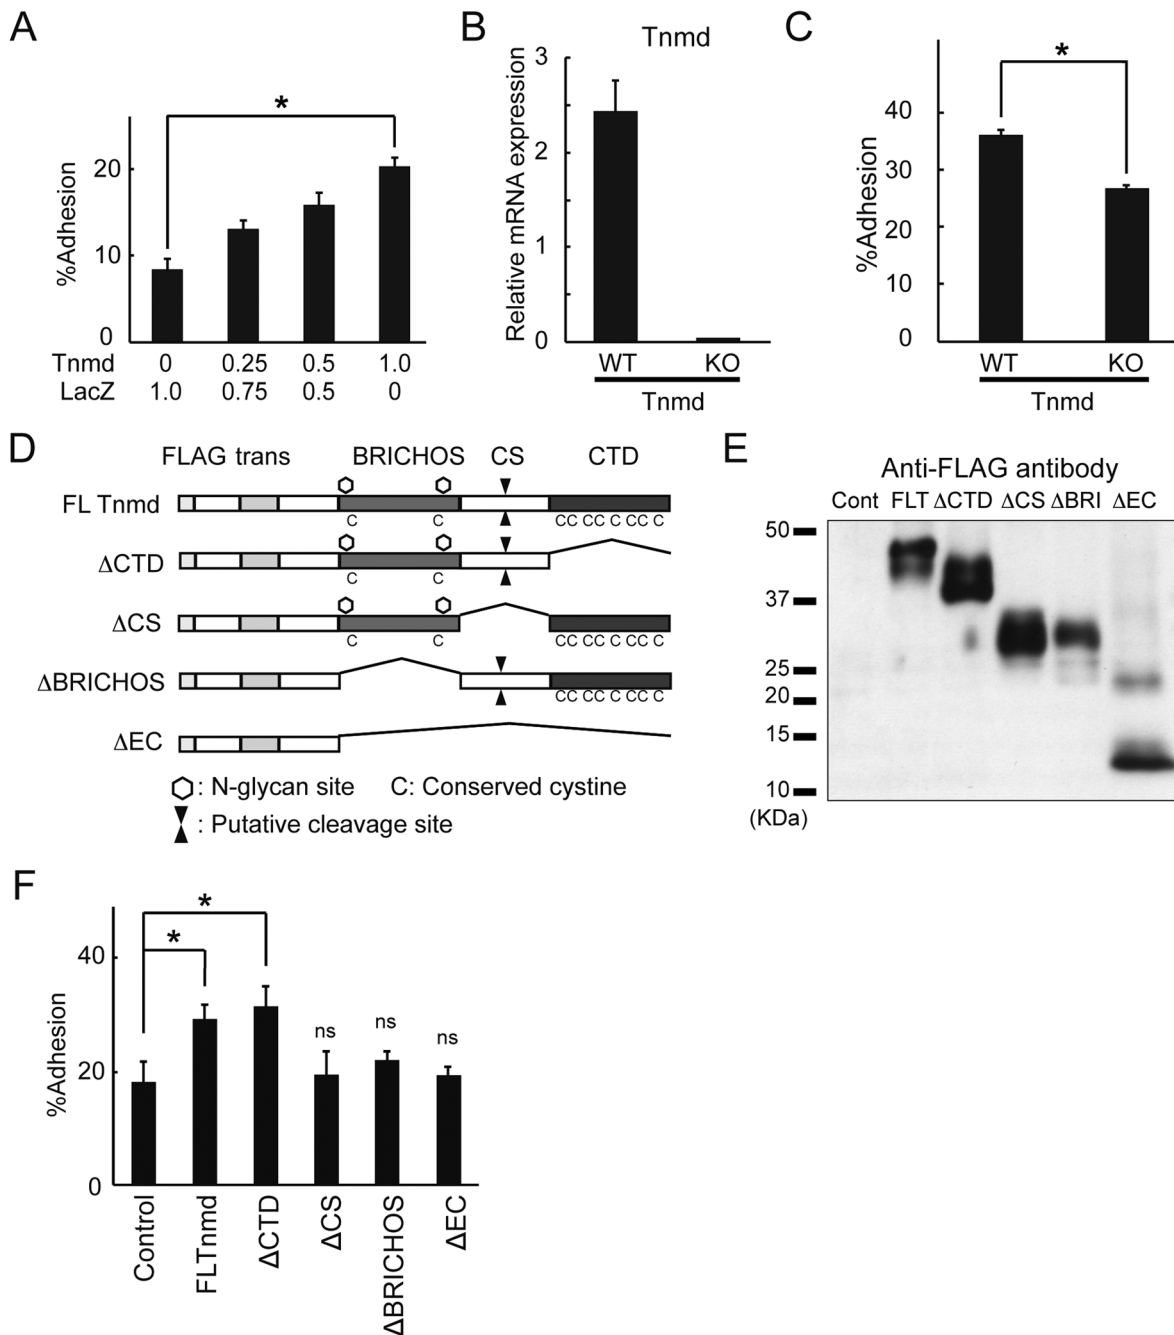 A
%Adhesion
20
10
0
*
Tnmd 0 0.25 0.5 1.0
LacZ 1.0 0.75 0.5 0
B
Tnmd
Relative mRNA expression
3
2
1
0
WT KO
Tnmd
C
%Adhesion
40
30
20
10
0
*
WT KO
Tnmd
D
FLAG trans BRICHOS CS CTD
FL Tnmd
C C CC CC C CC C
ΔCTD
C C
ΔCS
C C CC CC C CC C
ΔBRICHOS
CC CC C CC C
ΔEC
: N-glycan site C: Conserved cystine
: Putative cleavage site
E
Anti-FLAG antibody
Cont FLT ΔCTD ΔCS ΔBRI ΔEC
50
37
25
20
15
10
(KDa)
F
%Adhesion
40
20
0
*
*
ns
ns
ns
Control
FLTnmd
ΔCTD
ΔCS
ΔBRICHOS
ΔEC